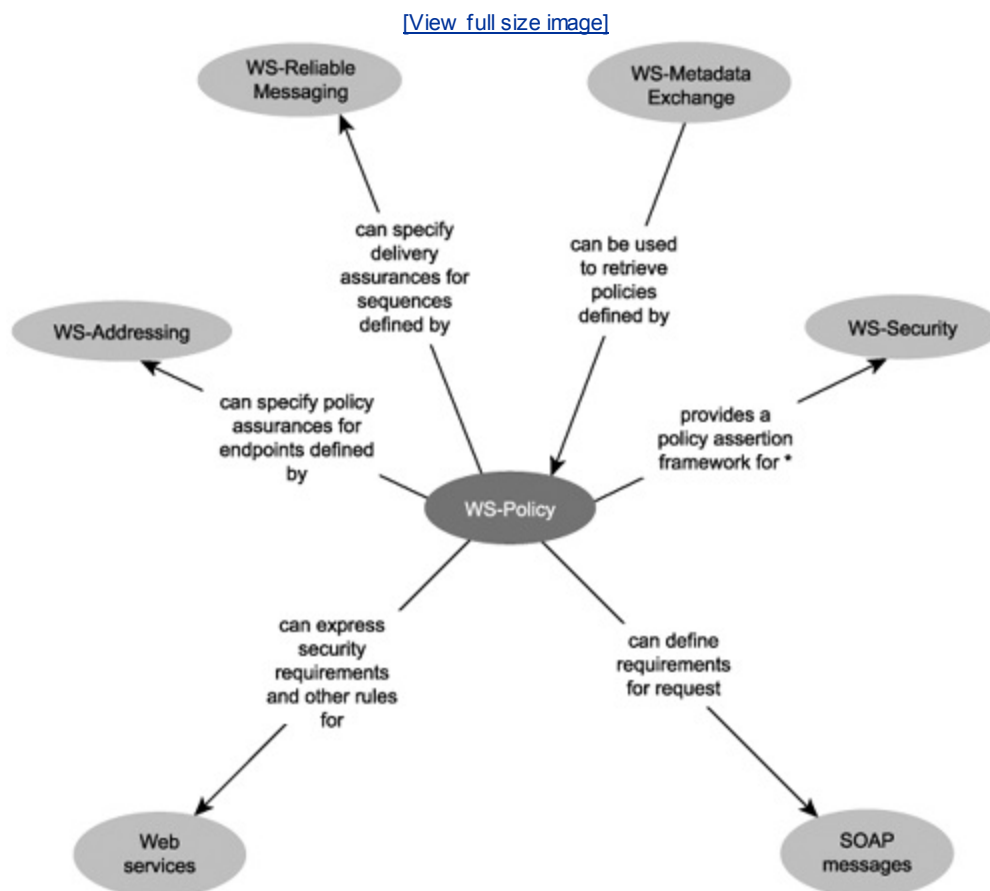 [View full size image]
WS-Reliable
Messaging
WS-Metadata
Exchange
can specify
delivery
assurances for
sequences
defined by
can be used
to retrieve
policies
defined by
WS-Addressing
WS-Security
can specify policy
assurances for
endpoints defined
by
provides a
policy assertion
framework for *
WS-Policy
can express
security
requirements
and other rules
for
can define
requirements
for request
Web
services
SOAP
messages